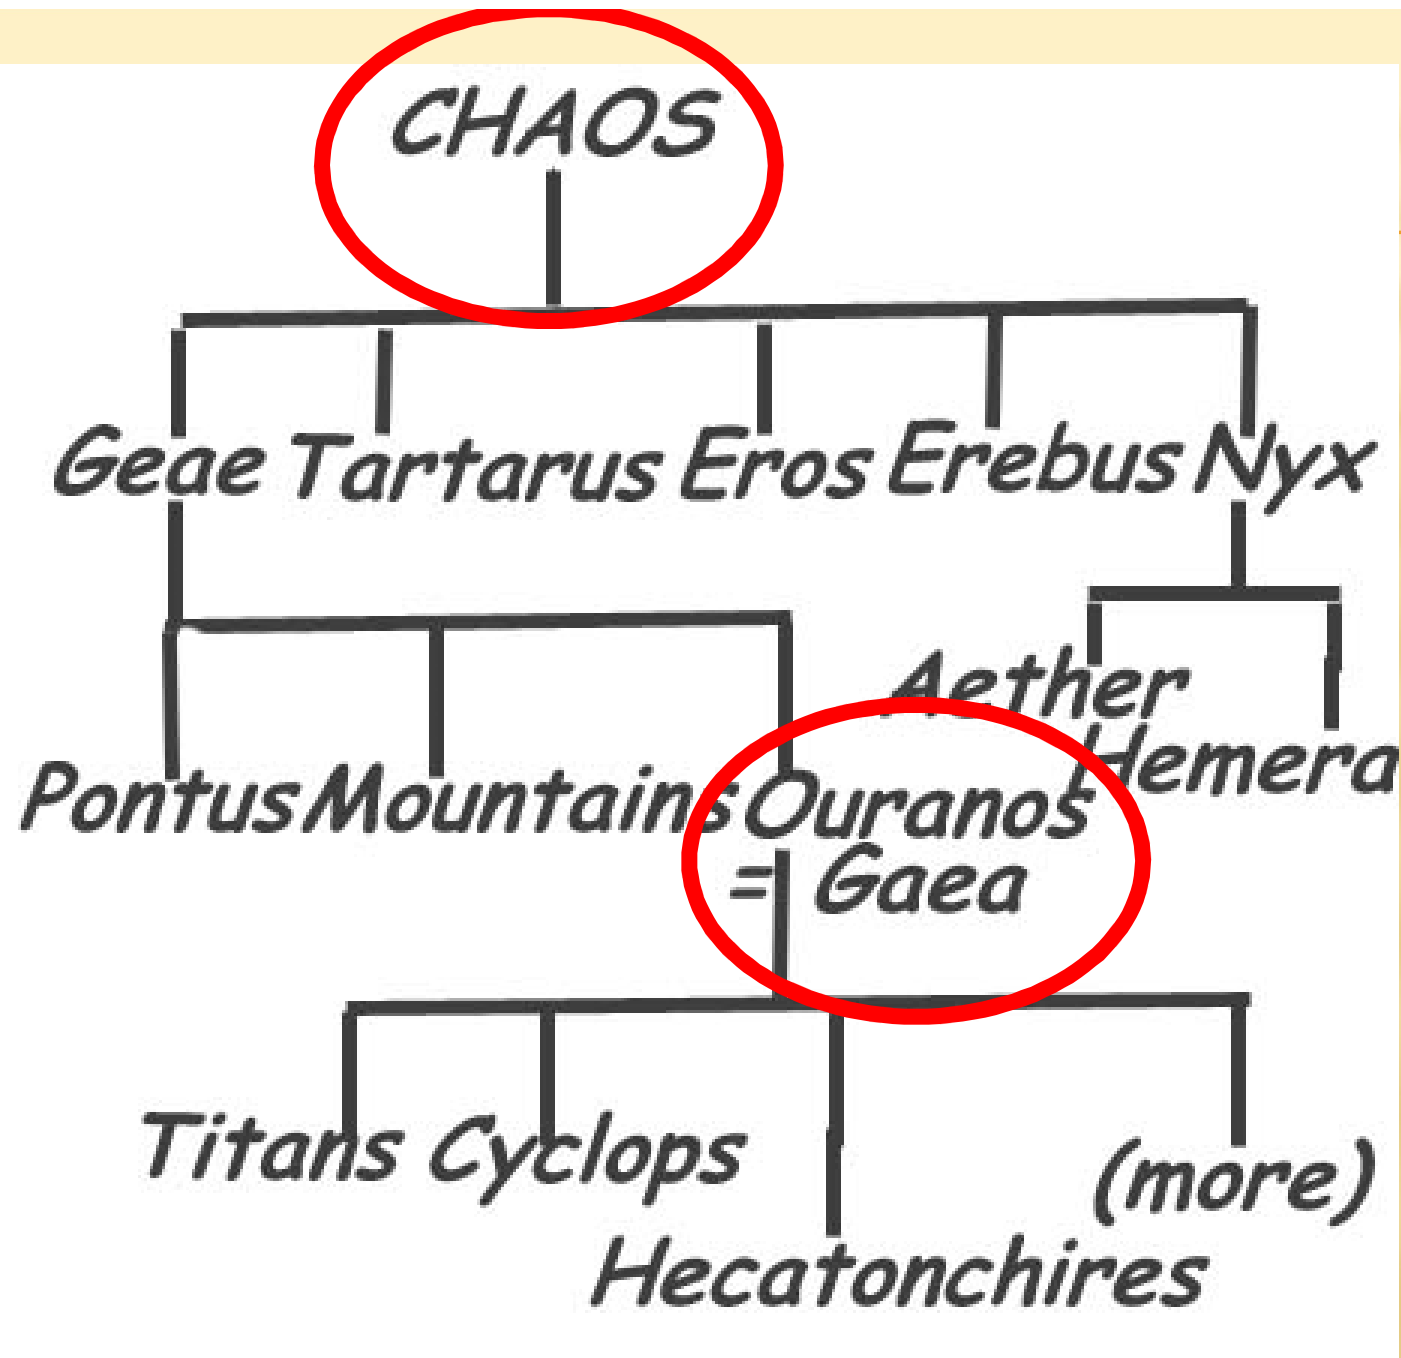 CHAOS
Geae Tartarus Eros Erebus Nyx
Aether
Hemera
Pontus Mountains Ouranos
= Gaea
Titans Cyclops
(more)
Hecatonchires